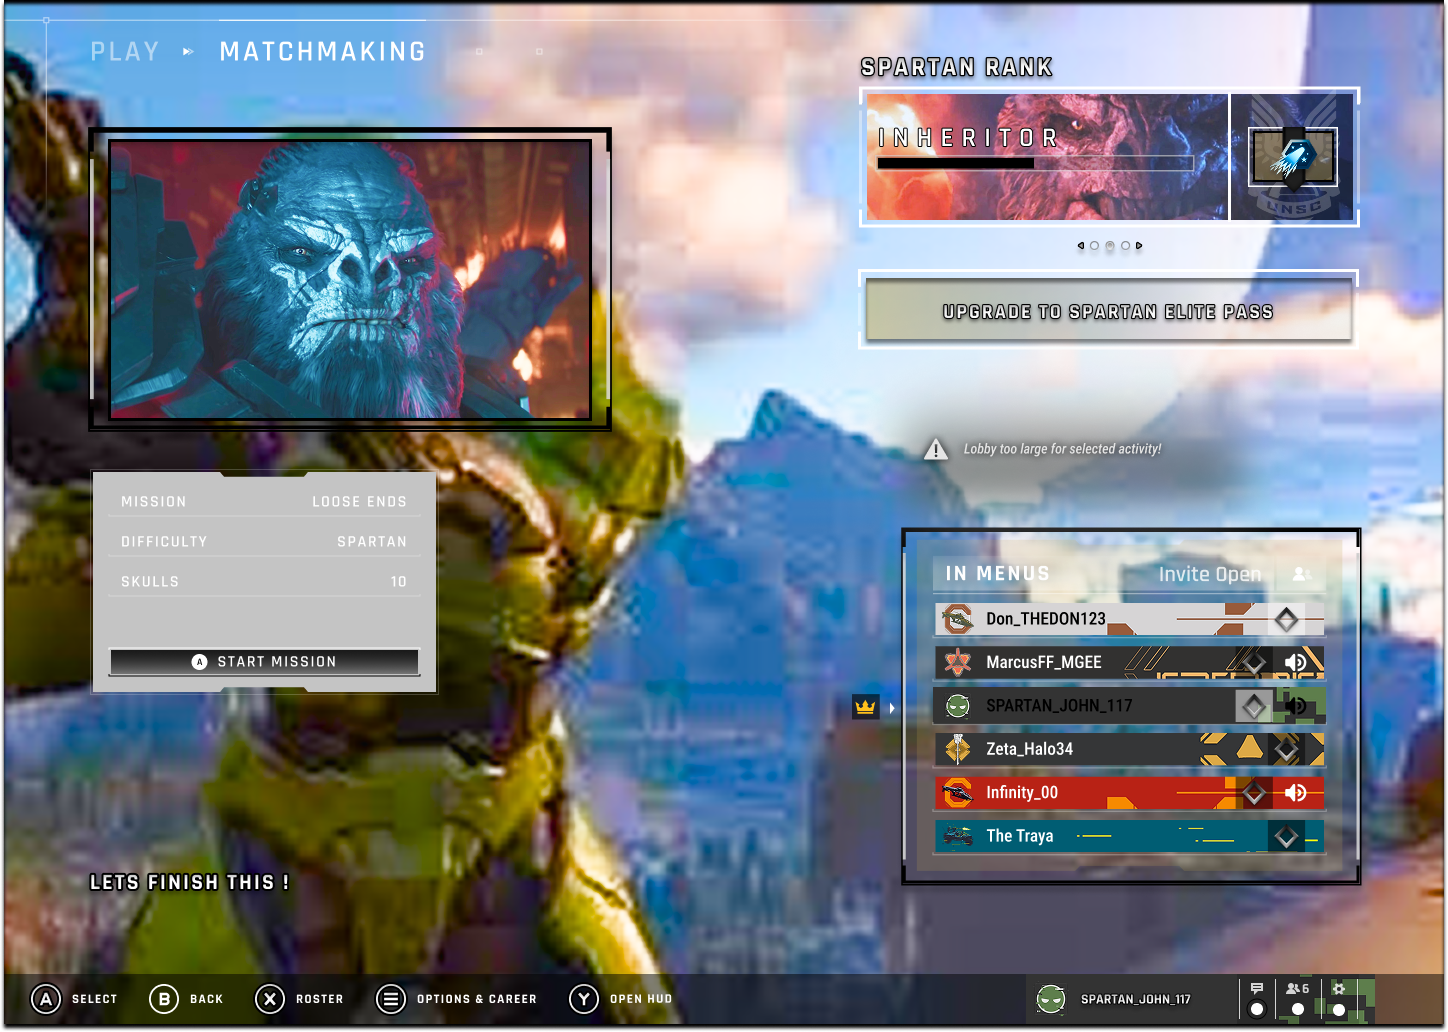 PLAY MATCHMAKING
SPARTAN RANK
INHERITOR
UNSC
UPGRADE TO SPARTAN ELITE PASS
Lobby too large for selected activity!
MISSION LOOSE ENDS
DIFFICULTY SPARTAN
SKULLS 10
A START MISSION
IN MENUS Invite Open
Don_THEDON123
MarcusFF_MGEE
SPARTAN_JOHN_117
Zeta_Halo34
Infinity_00
The Traya
LETS FINISH THIS !
A SELECT B BACK X ROSTER OPTIONS & CAREER Y OPEN HUD
SPARTAN_JOHN_117 6